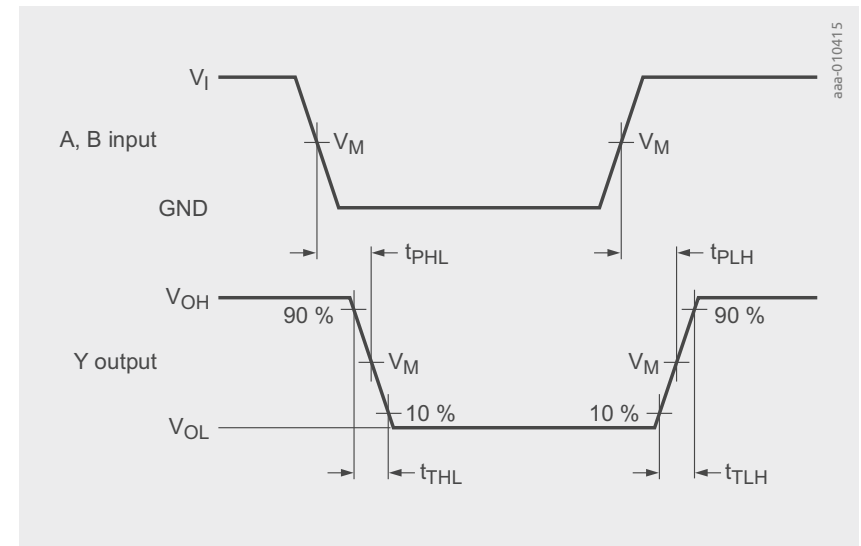 aaa-010415
VI
A, B input
VM
VM
GND
tPHL
tPLH
VOH
90 %
90 %
Y output
VM
VM
10 %
10 %
VOL
tTHL
tTLH